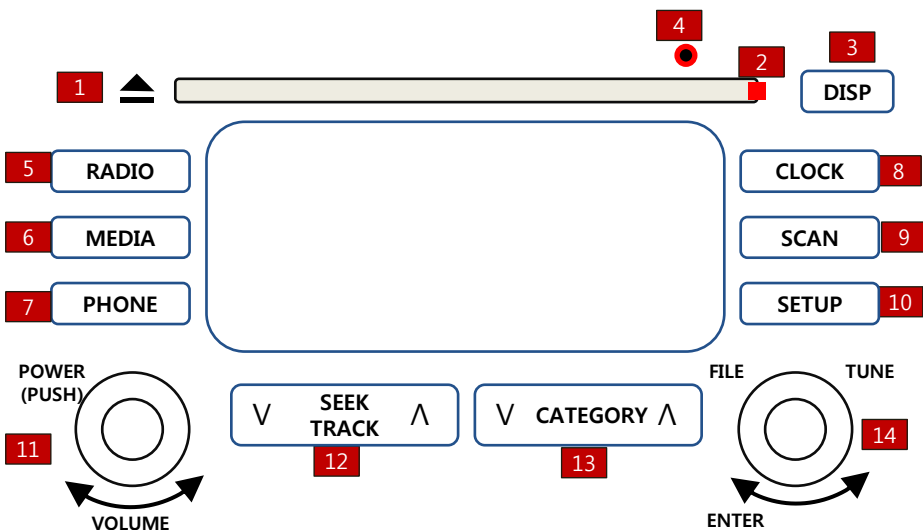 4
1
2
3
DISP
5
RADIO
CLOCK
8
6
MEDIA
SCAN
9
7
PHONE
SETUP
10
POWER
(PUSH)
11
VOLUME
V
SEEK
TRACK
Λ
12
V
CATEGORY
Λ
13
FILE
TUNE
14
ENTER